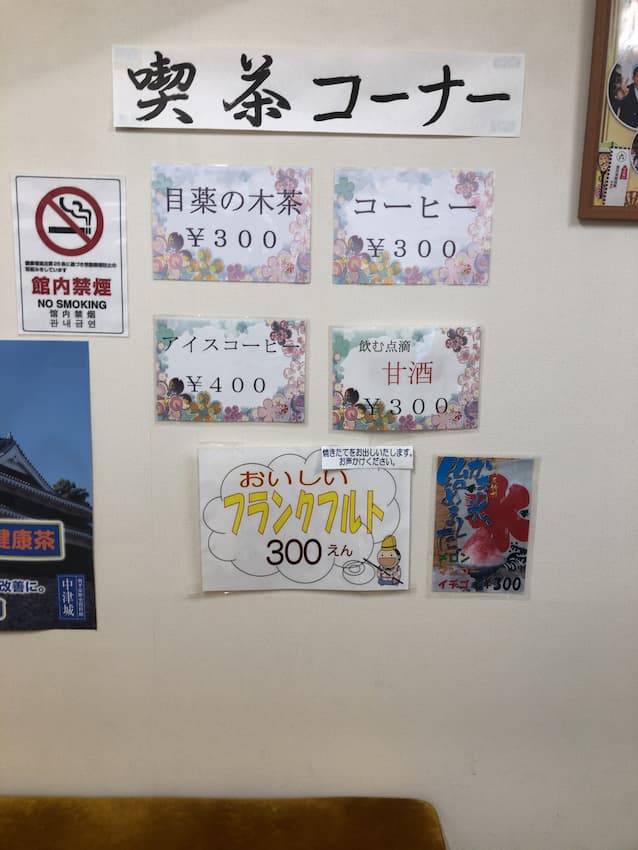 喫茶コーナー
目薬の木茶
￥３００
コーヒー
￥３００
館内禁煙
NO SMOKING
馆内禁烟
관내금연
アイスコーヒー
￥４００
飲む点滴
甘酒
￥３００
焼きたてをお出しいたします。
お声かけください。
おいしい
フランクフルト
300えん
メロン
イチゴ
¥300
健康茶
改善に。
中津城